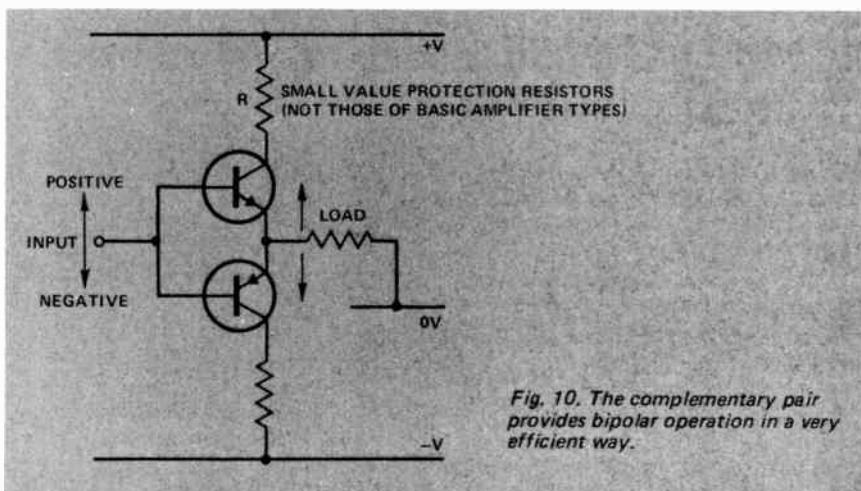 +V
R
SMALL VALUE PROTECTION RESISTORS
(NOT THOSE OF BASIC AMPLIFIER TYPES)
POSITIVE
LOAD
INPUT
NEGATIVE
0V
Fig. 10. The complementary pair
provides bipolar operation in a very
efficient way.
−V